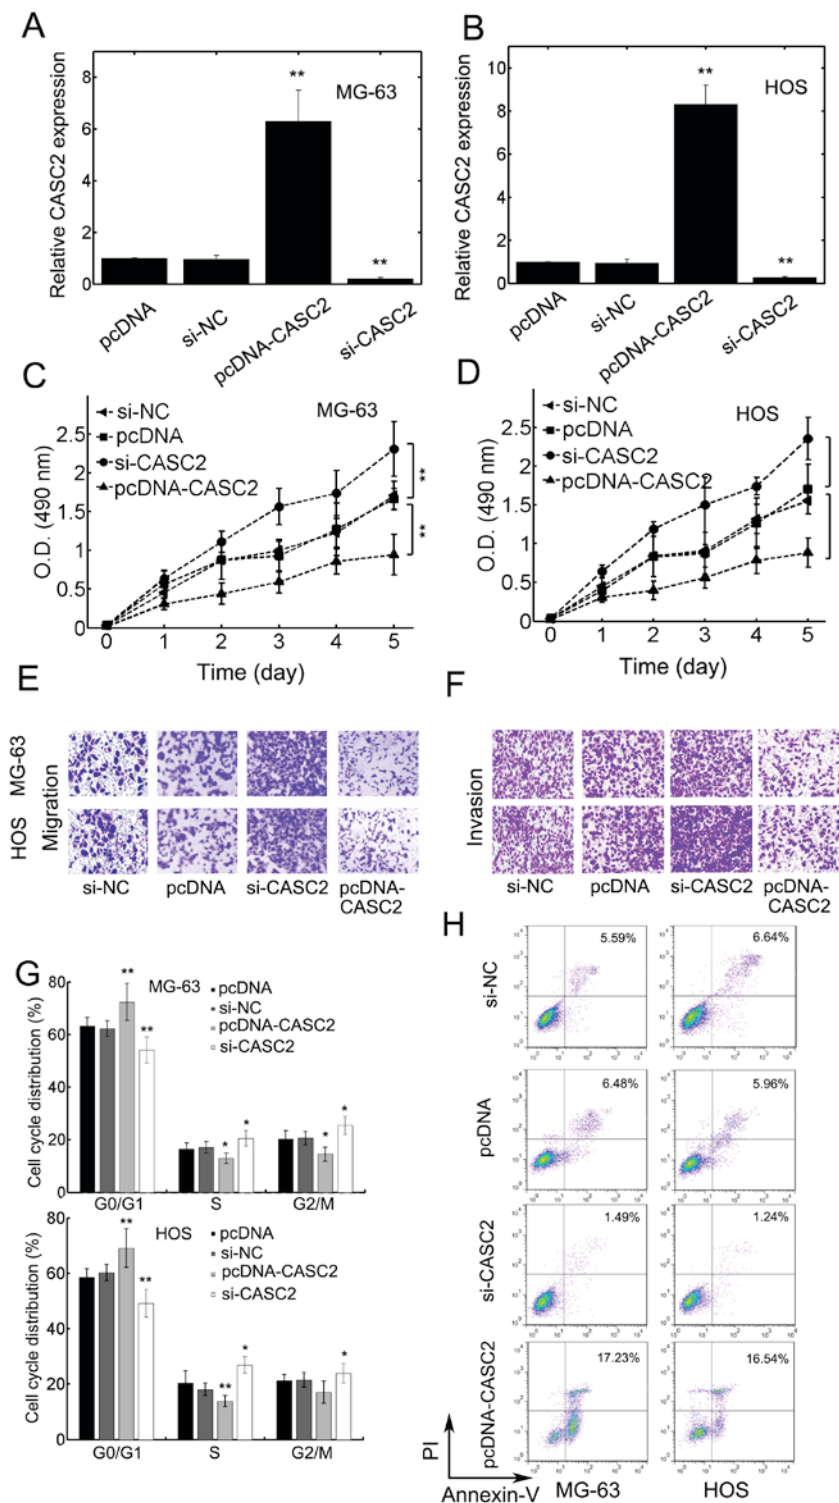 A
Relative CASC2 expression
8
6
4
2
0
**
MG-63
**
pcDNA
si-NC
pcDNA-CASC2
si-CASC2
B
Relative CASC2 expression
10
8
6
4
2
0
**
HOS
**
pcDNA
si-NC
pcDNA-CASC2
si-CASC2
C
MG-63
O.D. (490 nm)
2.5
2
1.5
1
0.5
0
si-NC
pcDNA
si-CASC2
pcDNA-CASC2
**
**
0 1 2 3 4 5
Time (day)
D
HOS
O.D. (490 nm)
2.5
2
1.5
1
0.5
0
si-NC
pcDNA
si-CASC2
pcDNA-CASC2
0 1 2 3 4 5
Time (day)
E
MG-63
HOS
Migration
si-NC pcDNA si-CASC2 pcDNA-
CASC2
F
Invasion
si-NC pcDNA si-CASC2 pcDNA-
CASC2
G
Cell cycle distribution (%)
80
60
40
20
0
MG-63
pcDNA
si-NC
pcDNA-CASC2
si-CASC2
** **
* *
* *
G0/G1 S G2/M
Cell cycle distribution (%)
80
60
40
20
0
HOS
pcDNA
si-NC
pcDNA-CASC2
si-CASC2
** **
** *
*
G0/G1 S G2/M
H
si-NC
5.59% 6.64%
pcDNA
6.48% 5.96%
si-CASC2
1.49% 1.24%
pcDNA-CASC2
17.23% 16.54%
PI
Annexin-V
MG-63 HOS